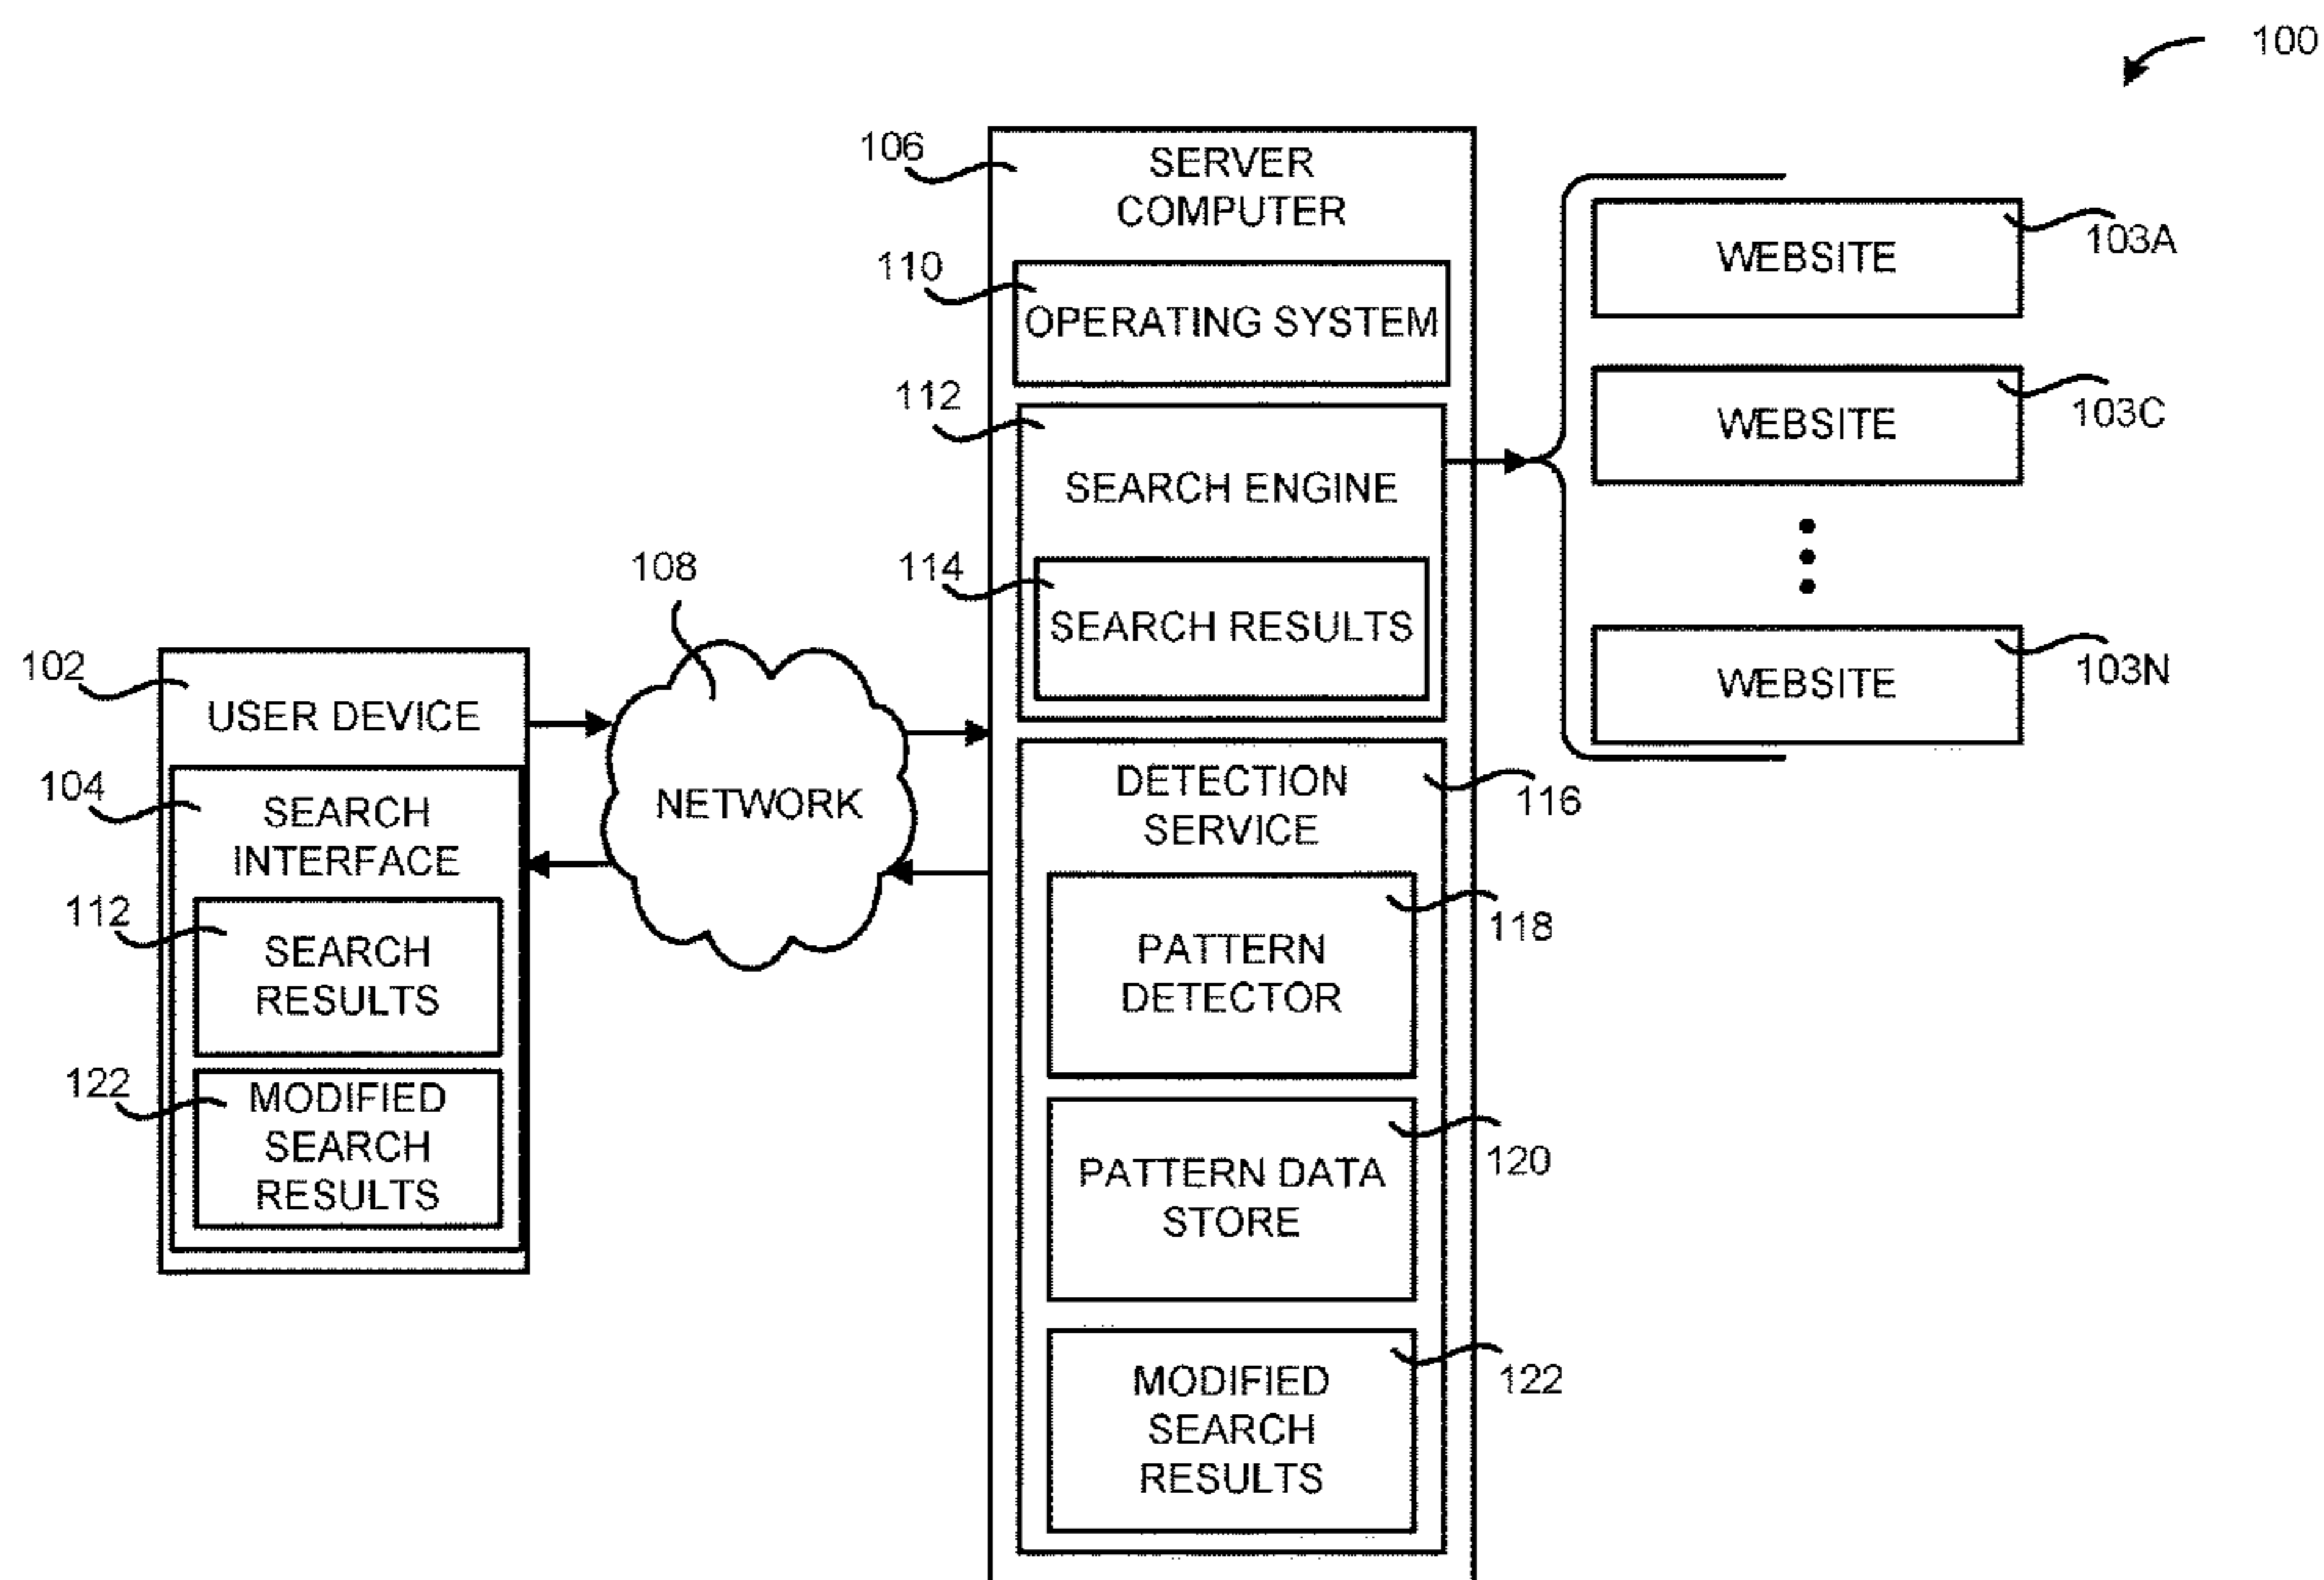 100
106
SERVER
COMPUTER
110
OPERATING SYSTEM
112
SEARCH ENGINE
114
SEARCH RESULTS
WEBSITE
103A
WEBSITE
103C
WEBSITE
103N
108
NETWORK
102
USER DEVICE
104
SEARCH
INTERFACE
112
SEARCH
RESULTS
122
MODIFIED
SEARCH
RESULTS
DETECTION
SERVICE
116
PATTERN
DETECTOR
118
PATTERN DATA
STORE
120
MODIFIED
SEARCH
RESULTS
122